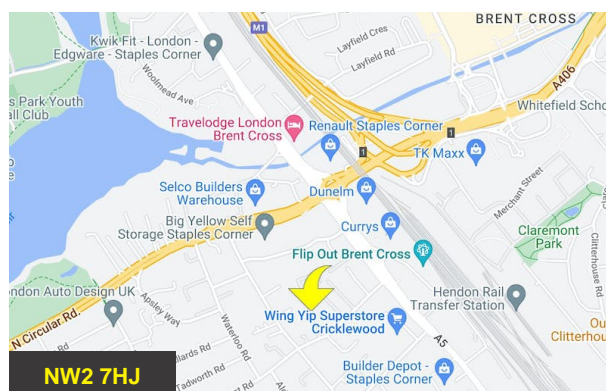 BRENT CROSS
M1
Kwik Fit - London -
Edgware - Staples Corner
Layfield Cres
Layfield Rd
Woolmead Ave
A406
s Park Youth
all Club
Whitefield Scho
Travelodge London
Brent Cross
Renault Staples Corner
1
1
TK Maxx
Selco Builders
Warehouse
Dunelm
Merchant Street
Big Yellow Self
Storage Staples Corner
Currys
Claremont
Park
Clitterhouse Rd
Flip Out Brent Cross
ondon Auto Design UK
Apsley Way
Hendon Rail
Transfer Station
N Circular Rd.
Waterloo Rd
Wing Yip Superstore
Cricklewood
A5
Ou
Clitterhou
llards Rd
Tadworth Rd
Builder Depot -
Staples Corner
NW2 7HJ